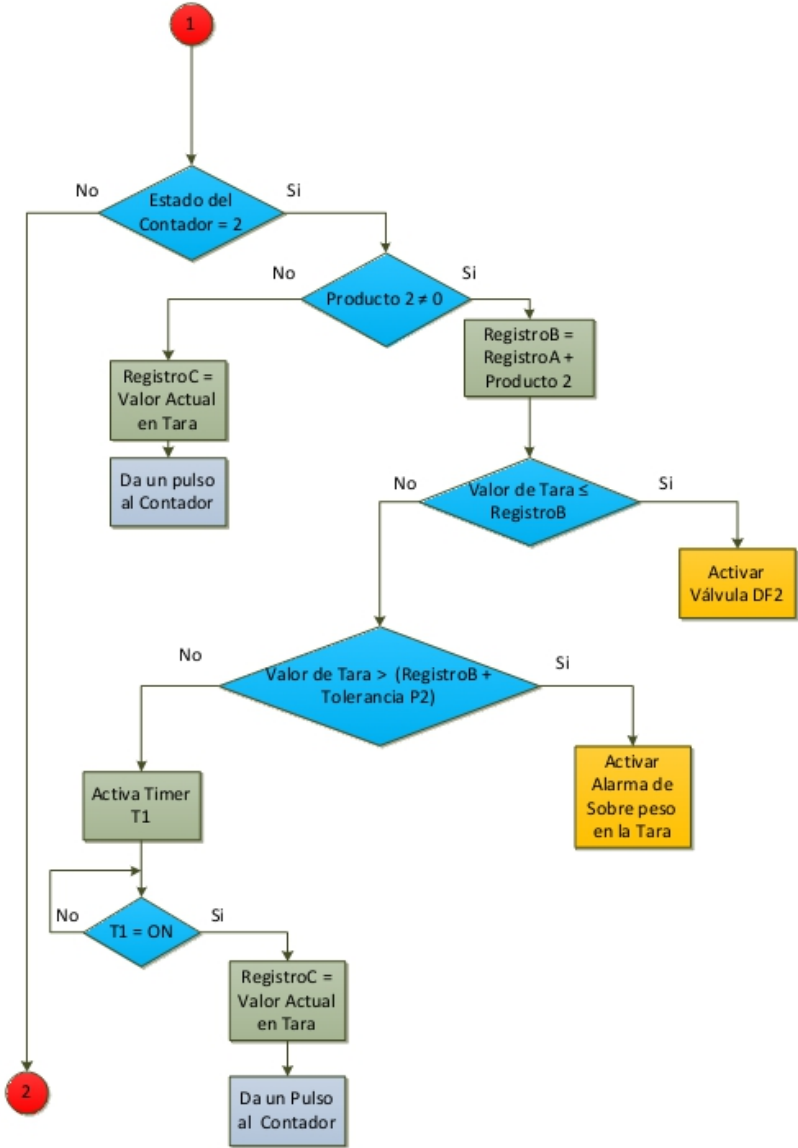 1
No
Si
Estado del
Contador = 2
No
Si
Producto 2 ≠ 0
RegistroB =
RegistroA +
Producto 2
RegistroC =
Valor Actual
en Tara
Da un pulso
al Contador
No
Si
Valor de Tara ≤
RegistroB
Activar
Válvula DF2
No
Si
Valor de Tara > (RegistroB +
Tolerancia P2)
Activar
Alarma de
Sobre peso
en la Tara
Activa Timer
T1
No
Si
T1 = ON
RegistroC =
Valor Actual
en Tara
2
Da un Pulso
al Contador